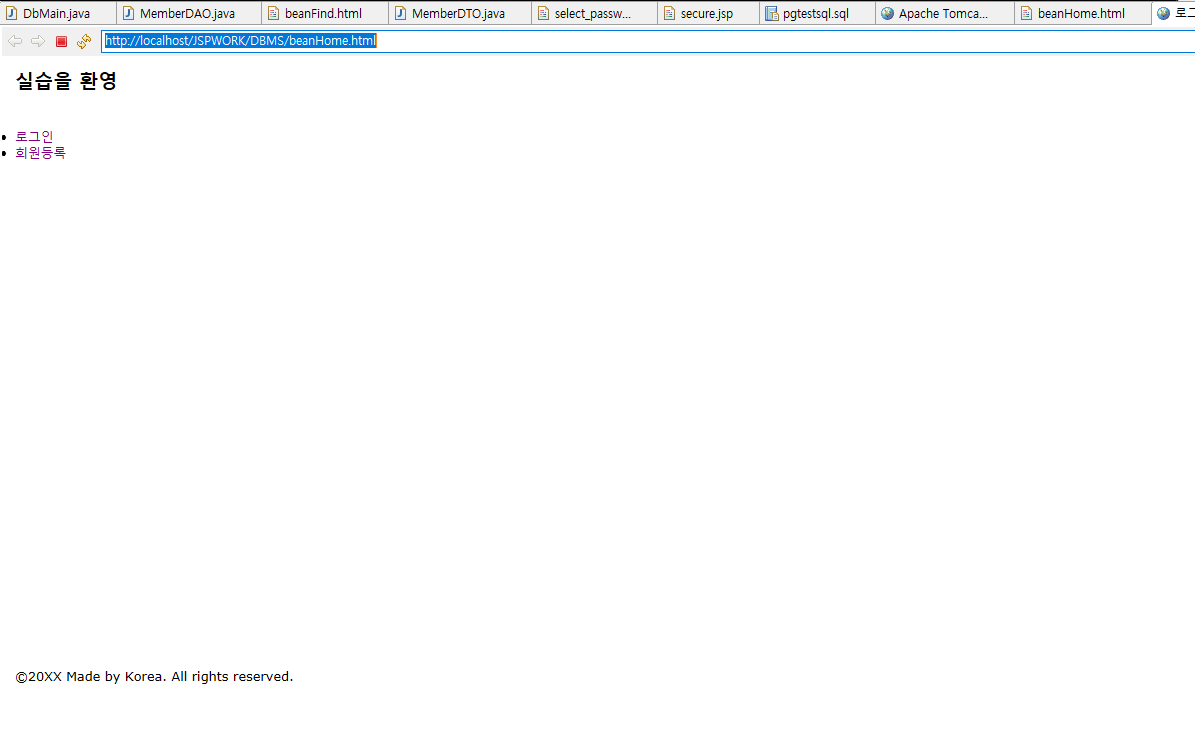 DbMain.java MemberDAO.java beanFind.html MemberDTO.java select_passw... secure.jsp pgtestsql.sql Apache Tomca... beanHome.html 로그
http://localhost/JSPWORK/DBMS/beanHome.html
실습을 환영
로그인
회원등록
©20XX Made by Korea. All rights reserved.